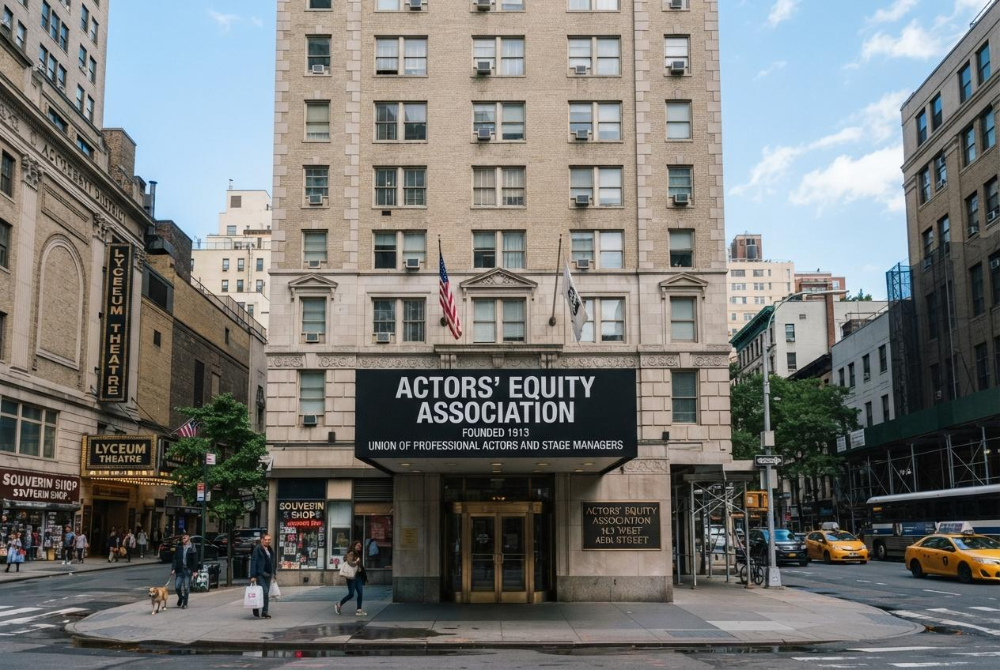 LYCEUM THEATRE
LYCEUM
THEATRE
SOUVERIN SHOP
SOUVENIR SHOP
ACTORS' EQUITY
ASSOCIATION
FOUNDED 1913
UNION OF PROFESSIONAL ACTORS AND STAGE MANAGERS
SOUVESIN
SHOP
ACTORS' EQUITY
ASSOCIATION